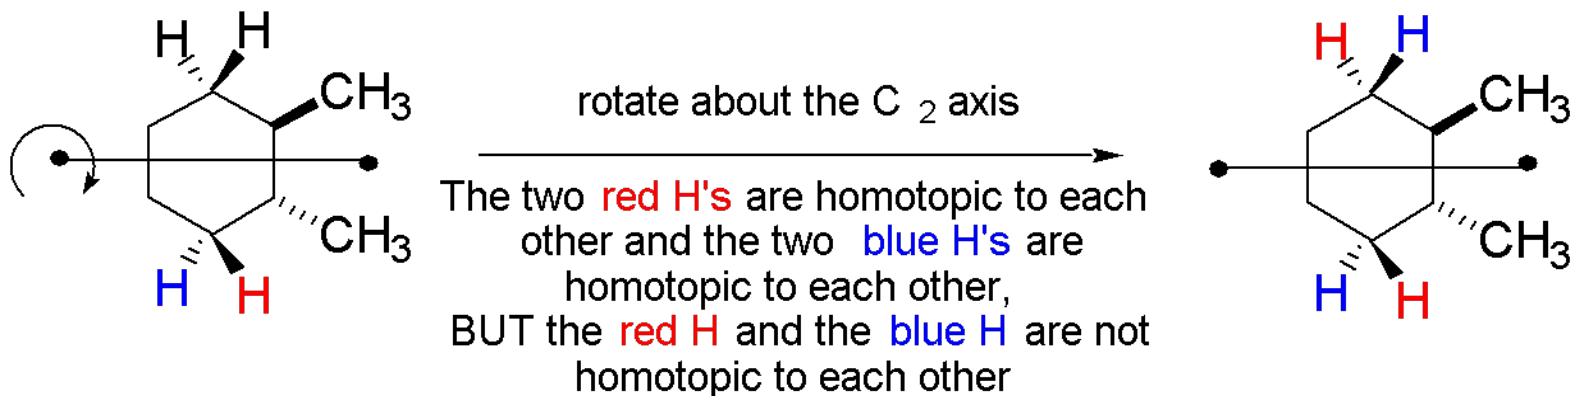 H H
CH3
CH3
H H
rotate about the C 2 axis
The two red H's are homotopic to each
other and the two blue H's are
homotopic to each other,
BUT the red H and the blue H are not
homotopic to each other
H H
CH3
CH3
H H